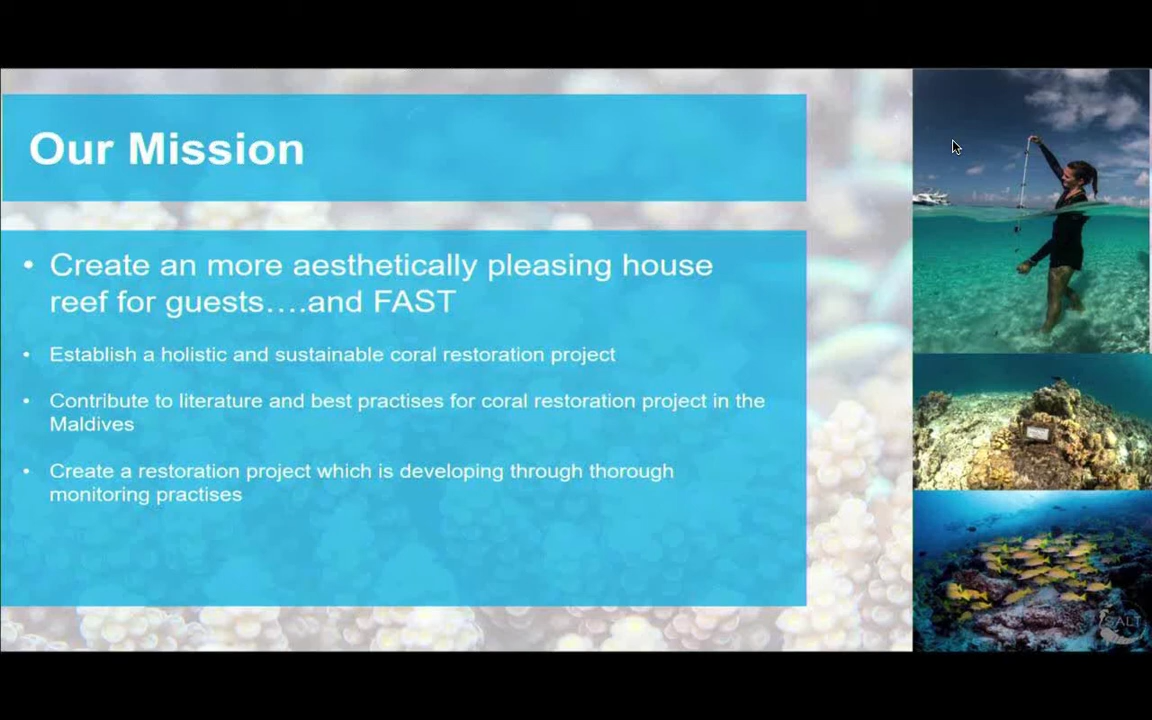 Our Mission
• Create an more aesthetically pleasing house
reef for guests….and FAST
• Establish a holistic and sustainable coral restoration project
• Contribute to literature and best practises for coral restoration project in the
Maldives
• Create a restoration project which is developing through thorough
monitoring practises
SALT